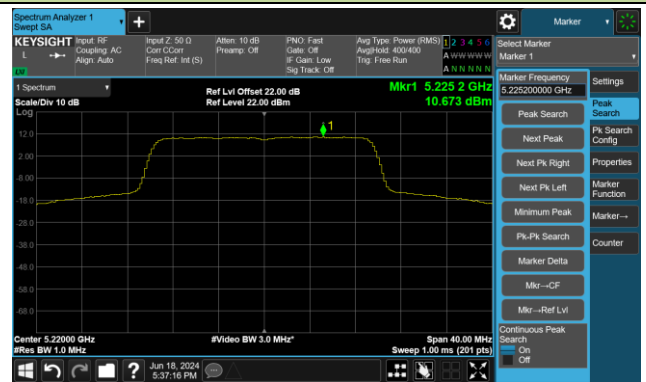 Spectrum Analyzer 1
Swept SA
+
Marker
KEYSIGHT Input: RF Input Z: 50 Ω Atten: 10 dB PNO: Fast Avg Type: Power (RMS) 1 2 3 4 5 6
L Coupling: AC Corr CCorr Preamp: Off Gate: Off Avg|Hold: 400/400 A W W W W W
Align: Auto Freq Ref: Int (S) IF Gain: Low Trig: Free Run
Sig Track: Off A N N N N N
LW
Select Marker
Marker 1
1 Spectrum
Scale/Div 10 dB
Log
Ref Lvl Offset 22.00 dB
Ref Level 22.00 dBm
Mkr1 5.225 2 GHz
10.673 dBm
1
12.0
2.00
-8.00
-18.0
-28.0
-38.0
-48.0
-58.0
-68.0
Center 5.22000 GHz
#Res BW 1.0 MHz
#Video BW 3.0 MHz*
Span 40.00 MHz
Sweep 1.00 ms (201 pts)
Marker Frequency
5.225200000 GHz
Peak Search
Next Peak
Next Pk Right
Next Pk Left
Minimum Peak
Pk-Pk Search
Marker Delta
Mkr→CF
Mkr→Ref Lvl
Continuous Peak
Search
On
Off
Settings
Peak
Search
Pk Search
Config
Properties
Marker
Function
Marker→
Counter
?
Jun 18, 2024
5:37:16 PM